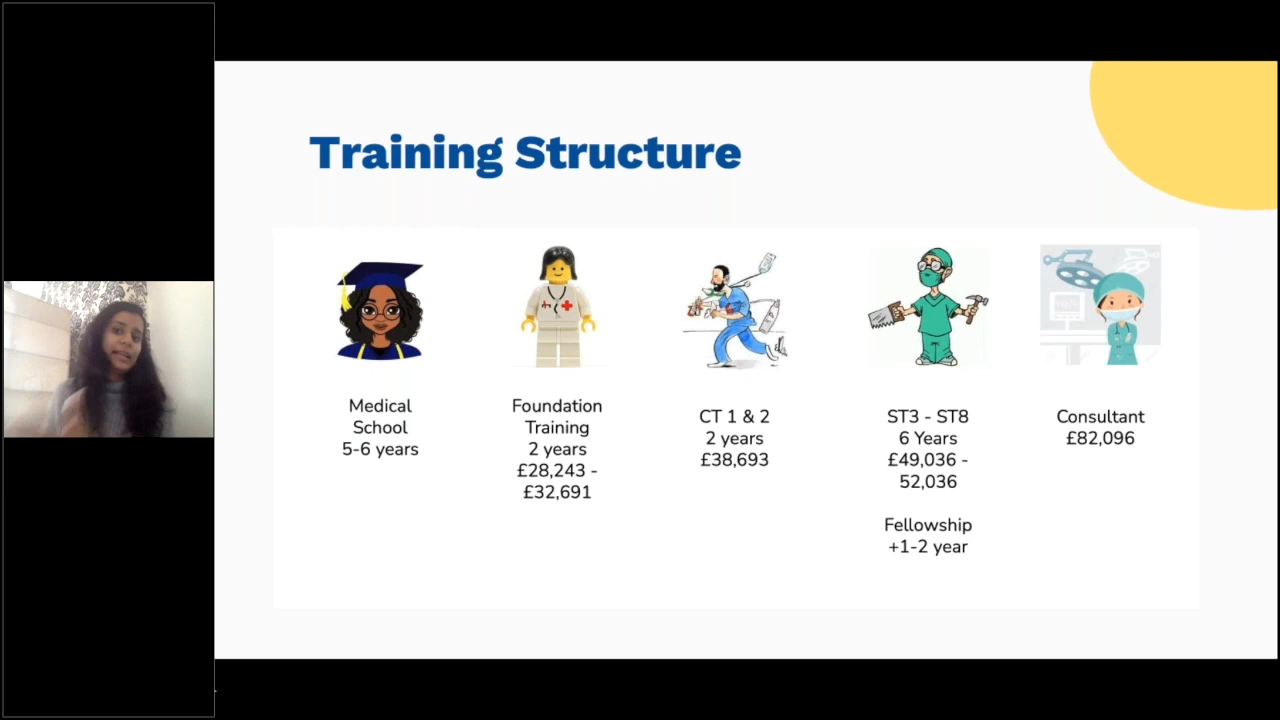 Training Structure
Medical
School
5-6 years
Foundation
Training
2 years
£28,243 -
£32,691
CT 1 & 2
2 years
£38,693
ST3 - ST8
6 Years
£49,036 -
52,036
Fellowship
+1-2 year
Consultant
£82,096